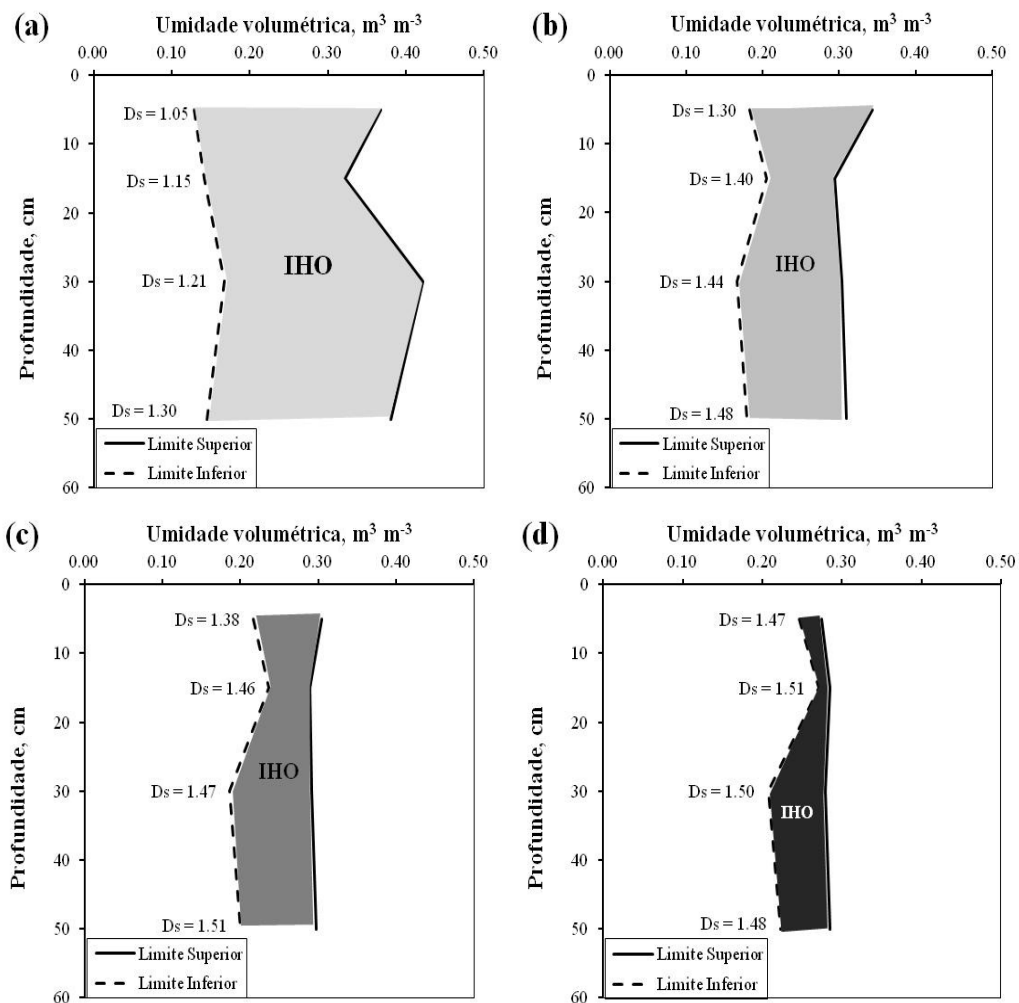 (a)
Umidade volumétrica, m³ m⁻³
0.00 0.10 0.20 0.30 0.40 0.50
Profundidade, cm
0
10
20
30
40
50
60
Ds = 1.05
Ds = 1.15
Ds = 1.21
Ds = 1.30
IHO
Limite Superior
Limite Inferior
(b)
Umidade volumétrica, m³ m⁻³
0.00 0.10 0.20 0.30 0.40 0.50
Profundidade, cm
0
10
20
30
40
50
60
Ds = 1.30
Ds = 1.40
Ds = 1.44
Ds = 1.48
IHO
Limite Superior
Limite Inferior
(c)
Umidade volumétrica, m³ m⁻³
0.00 0.10 0.20 0.30 0.40 0.50
Profundidade, cm
0
10
20
30
40
50
60
Ds = 1.38
Ds = 1.46
Ds = 1.47
Ds = 1.51
IHO
Limite Superior
Limite Inferior
(d)
Umidade volumétrica, m³ m⁻³
0.00 0.10 0.20 0.30 0.40 0.50
Profundidade, cm
0
10
20
30
40
50
60
Ds = 1.47
Ds = 1.51
Ds = 1.50
Ds = 1.48
IHO
Limite Superior
Limite Inferior